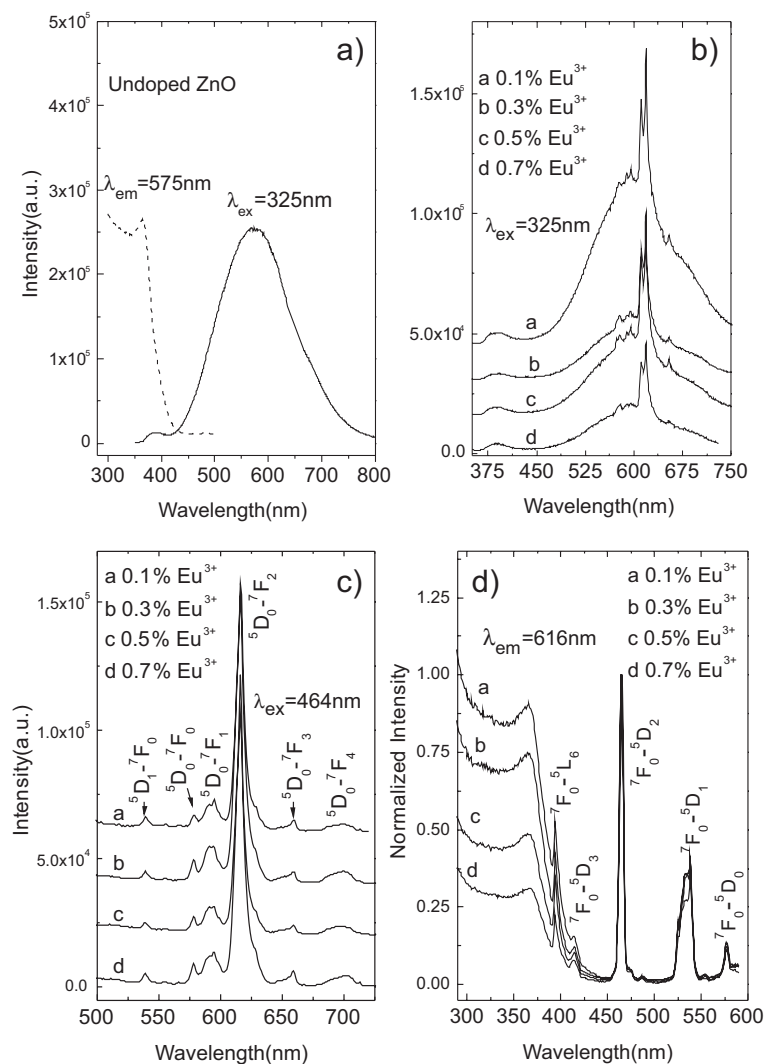 a)
Undoped ZnO
λem=575nm
λex=325nm
5x10⁵
4x10⁵
3x10⁵
2x10⁵
1x10⁵
0
Intensity(a.u.)
300 400 500 600 700 800
Wavelength(nm)
b)
a 0.1% Eu³⁺
b 0.3% Eu³⁺
c 0.5% Eu³⁺
d 0.7% Eu³⁺
λex=325nm
1.5x10⁵
1.0x10⁵
5.0x10⁴
0.0
a
b
c
d
375 450 525 600 675 750
Wavelength(nm)
c)
a 0.1% Eu³⁺
b 0.3% Eu³⁺
c 0.5% Eu³⁺
d 0.7% Eu³⁺
λex=464nm
⁵D₁-⁷F₀
⁵D₀-⁷F₀
⁵D₀-⁷F₁
⁵D₀-⁷F₂
⁵D₀-⁷F₃
⁵D₀-⁷F₄
1.5x10⁵
1.0x10⁵
5.0x10⁴
0.0
Intensity(a.u.)
a
b
c
d
500 550 600 650 700
Wavelength(nm)
d)
a 0.1% Eu³⁺
b 0.3% Eu³⁺
c 0.5% Eu³⁺
d 0.7% Eu³⁺
λem=616nm
a
b
c
d
⁷F₀-⁵L₆
⁷F₀-⁵D₃
⁷F₀-⁵D₂
⁷F₀-⁵D₁
⁷F₀-⁵D₀
1.25
1.00
0.75
0.50
0.25
0.00
Normalized Intensity
300 350 400 450 500 550 600
Wavelength(nm)